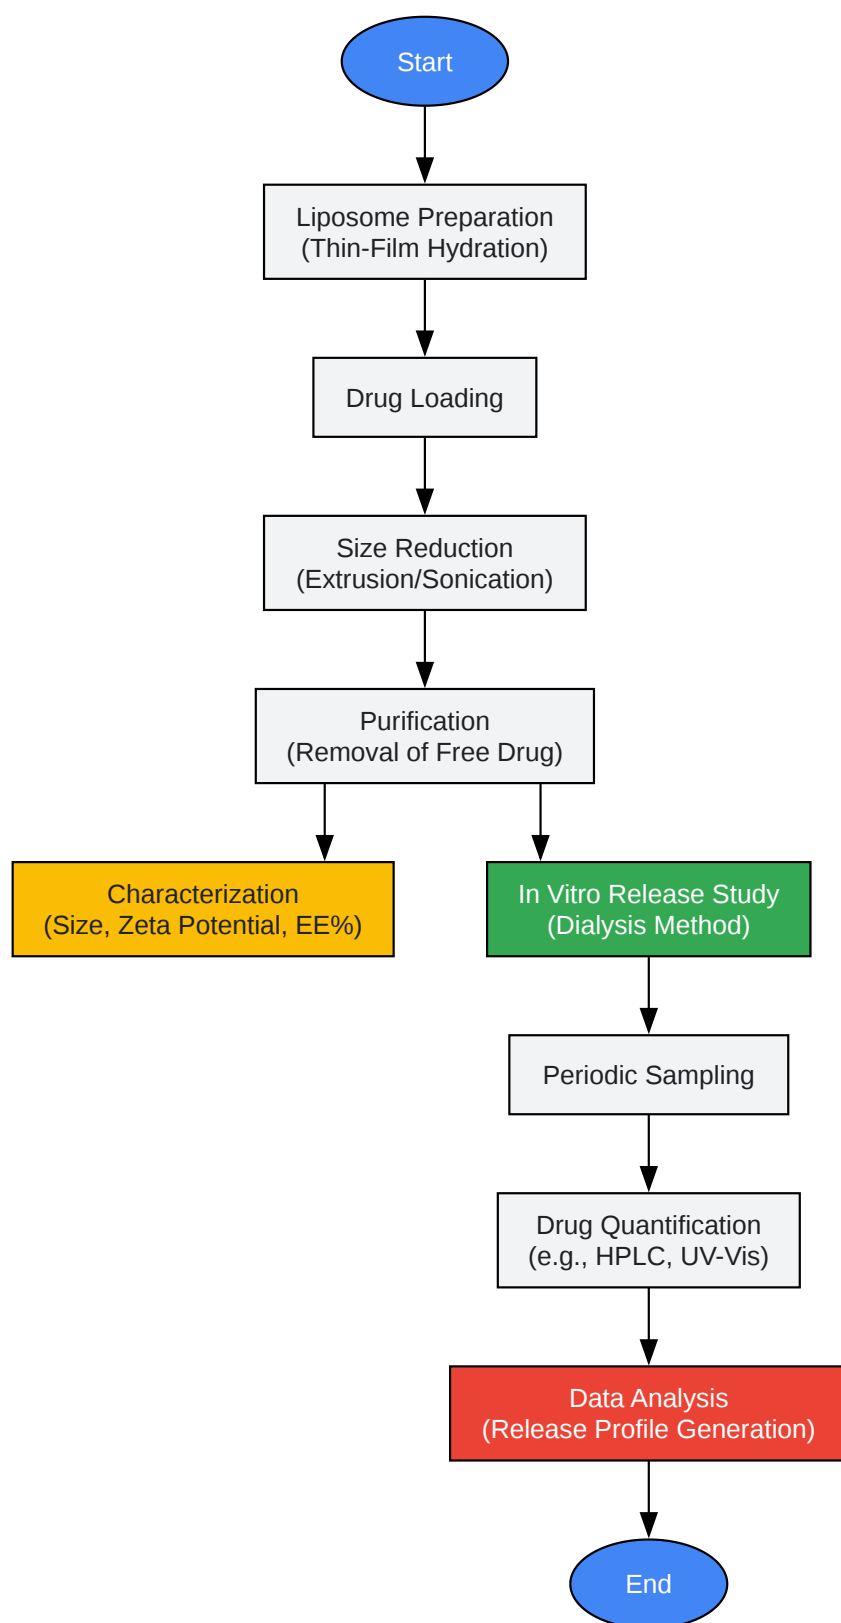 Start
Liposome Preparation
(Thin-Film Hydration)
Drug Loading
Size Reduction
(Extrusion/Sonication)
Purification
(Removal of Free Drug)
Characterization
(Size, Zeta Potential, EE%)
In Vitro Release Study
(Dialysis Method)
Periodic Sampling
Drug Quantification
(e.g., HPLC, UV-Vis)
Data Analysis
(Release Profile Generation)
End